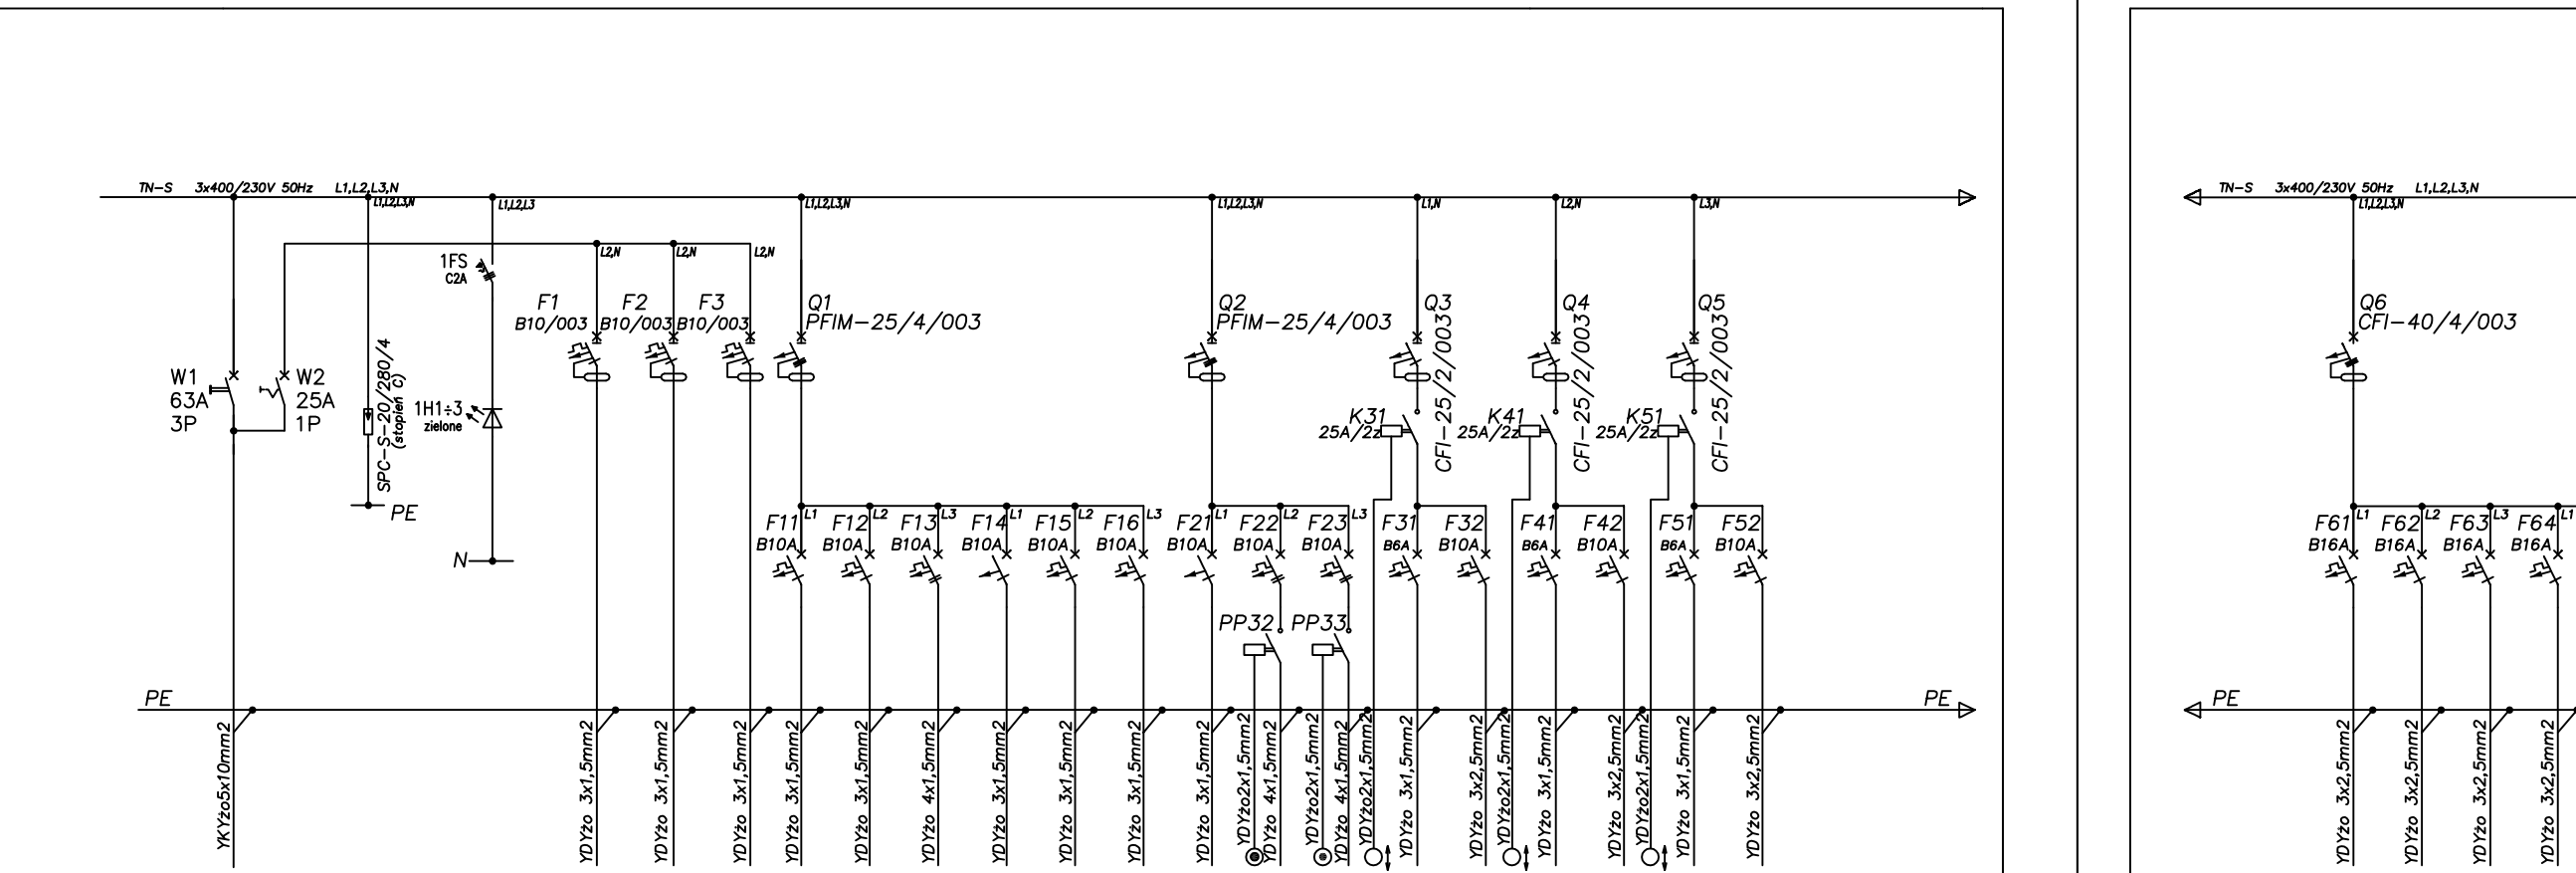 TN-S 3x400/230V 50Hz L1,L2,L3,N
L1,L2,L3,N
L1,L2,L3
L1,L2,L3,N
L1,L2,L3,N
L1,N
L2,N
L3,N
L2,N
L2,N
L2,N
1FS
C2A
F1
B10/003
F2
B10/003
F3
B10/003
Q1
PFIM-25/4/003
Q2
PFIM-25/4/003
Q3
CFI-25/2/003
Q4
CFI-25/2/003
Q5
CFI-25/2/003
W1
63A
3P
W2
25A
1P
SPC-S-20/280/4
(stopień C)
1H1÷3
zielone
K31
25A/2z
K41
25A/2z
K51
25A/2z
PE
N
F11
B10A
L1
F12
B10A
L2
F13
B10A
L3
F14
B10A
L1
F15
B10A
L2
F16
B10A
L3
F21
B10A
L1
F22
B10A
L2
F23
B10A
L3
F31
B6A
F32
B10A
F41
B6A
F42
B10A
F51
B6A
F52
B10A
PP32
PP33
PE
PE
YKYżo5x10mm2
YDYżo 3x1,5mm2
YDYżo 3x1,5mm2
YDYżo 3x1,5mm2
YDYżo 3x1,5mm2
YDYżo 3x1,5mm2
YDYżo 4x1,5mm2
YDYżo 3x1,5mm2
YDYżo 3x1,5mm2
YDYżo 3x1,5mm2
YDYżo 3x1,5mm2
YDYżo2x1,5mm2
YDYżo 4x1,5mm2
YDYżo2x1,5mm2
YDYżo 4x1,5mm2
YDYżo2x1,5mm2
YDYżo 3x1,5mm2
YDYżo 3x2,5mm2
YDYżo2x1,5mm2
YDYżo 3x1,5mm2
YDYżo 3x2,5mm2
YDYżo2x1,5mm2
YDYżo 3x1,5mm2
YDYżo 3x2,5mm2
TN-S 3x400/230V 50Hz L1,L2,L3,N
L1,L2,L3,N
Q6
CFI-40/4/003
F61
B16A
L1
F62
B16A
L2
F63
B16A
L3
F64
B16A
L1
PE
YDYżo 3x2,5mm2
YDYżo 3x2,5mm2
YDYżo 3x2,5mm2
YDYżo 3x2,5mm2